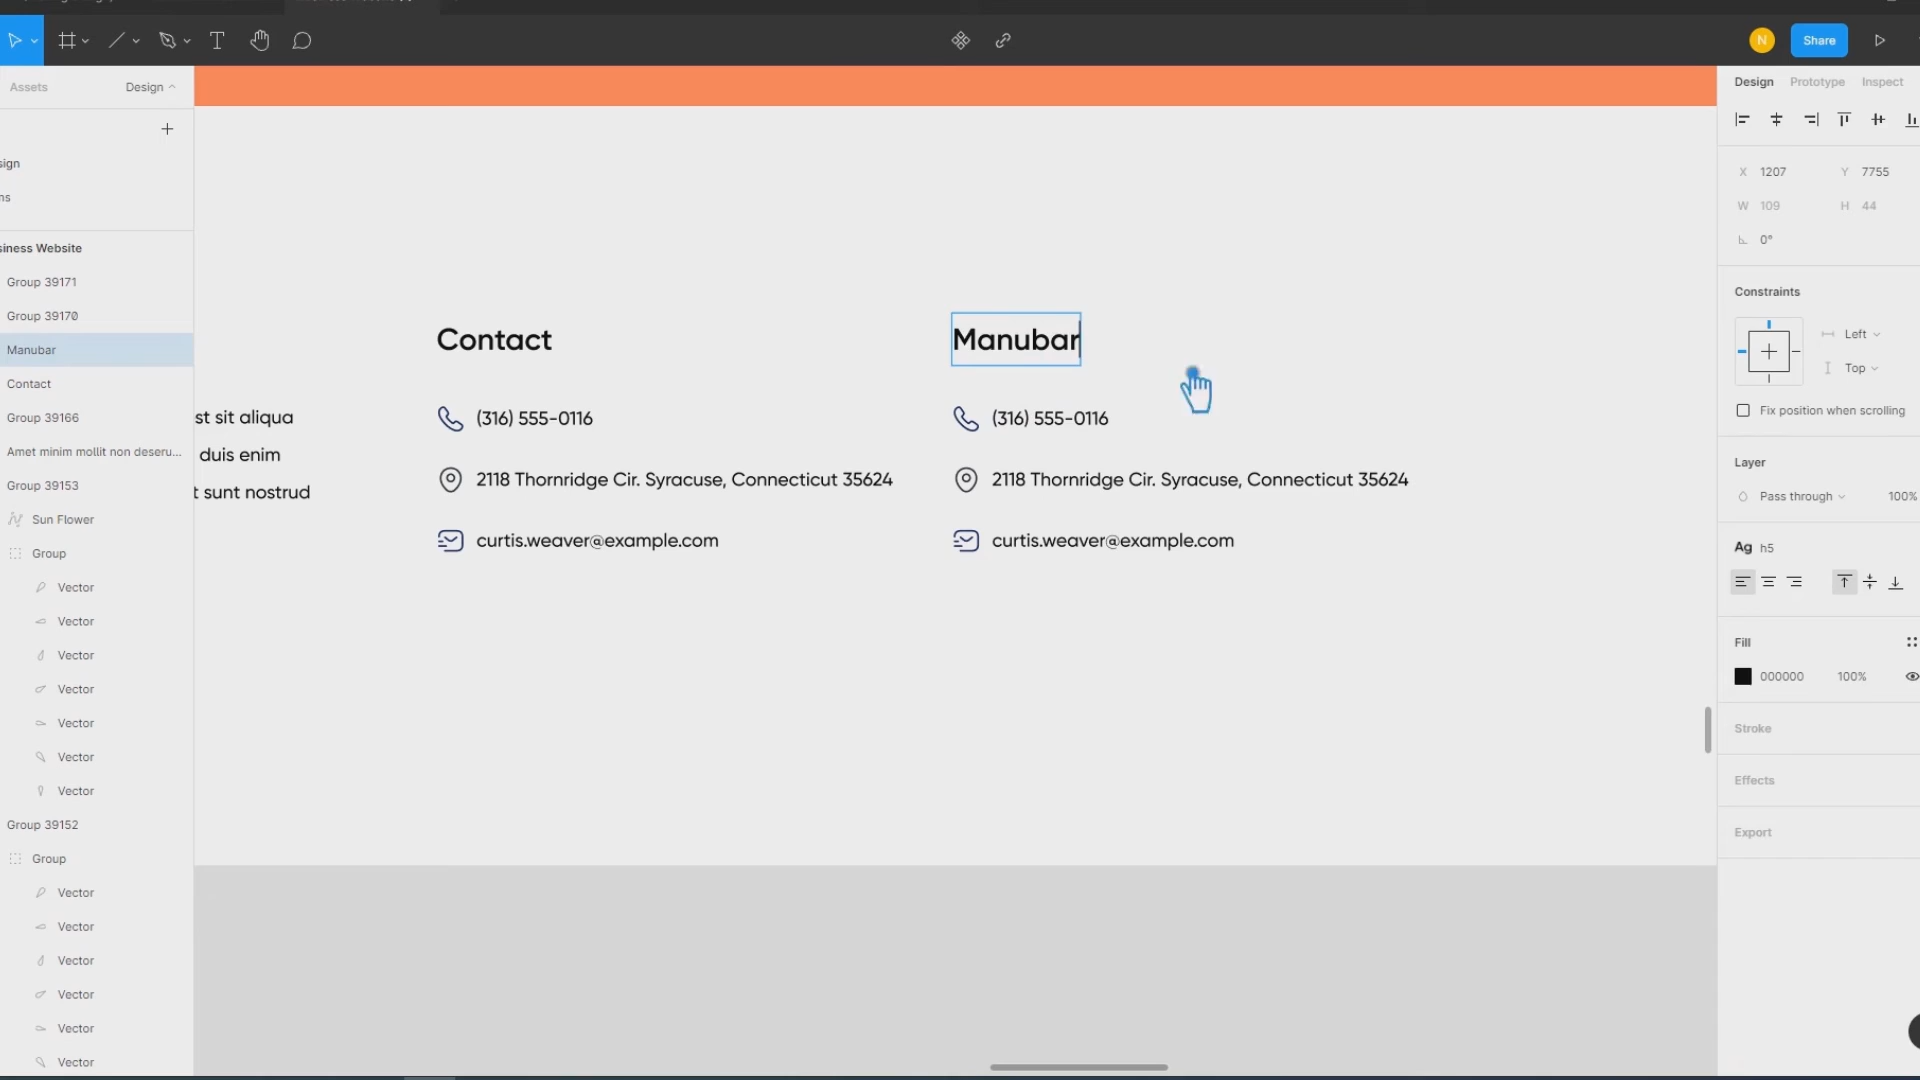 N
Share
Assets
Design
Design
Prototype
Inspect
sign
ns
siness Website
Group 39171
Group 39170
Manubar
Contact
Group 39166
Amet minim mollit non deseru...
Group 39153
Sun Flower
Group
Vector
Vector
Vector
Vector
Vector
Vector
Vector
Group 39152
Group
Vector
Vector
Vector
Vector
Vector
Vector
st sit aliqua
duis enim
t sunt nostrud
Contact
(316) 555-0116
2118 Thornridge Cir. Syracuse, Connecticut 35624
curtis.weaver@example.com
Manubar
(316) 555-0116
2118 Thornridge Cir. Syracuse, Connecticut 35624
curtis.weaver@example.com
X 1207 Y 7755
W 109 H 44
0°
Constraints
Left
Top
Fix position when scrolling
Layer
Pass through 100%
Ag h5
Fill
000000 100%
Stroke
Effects
Export